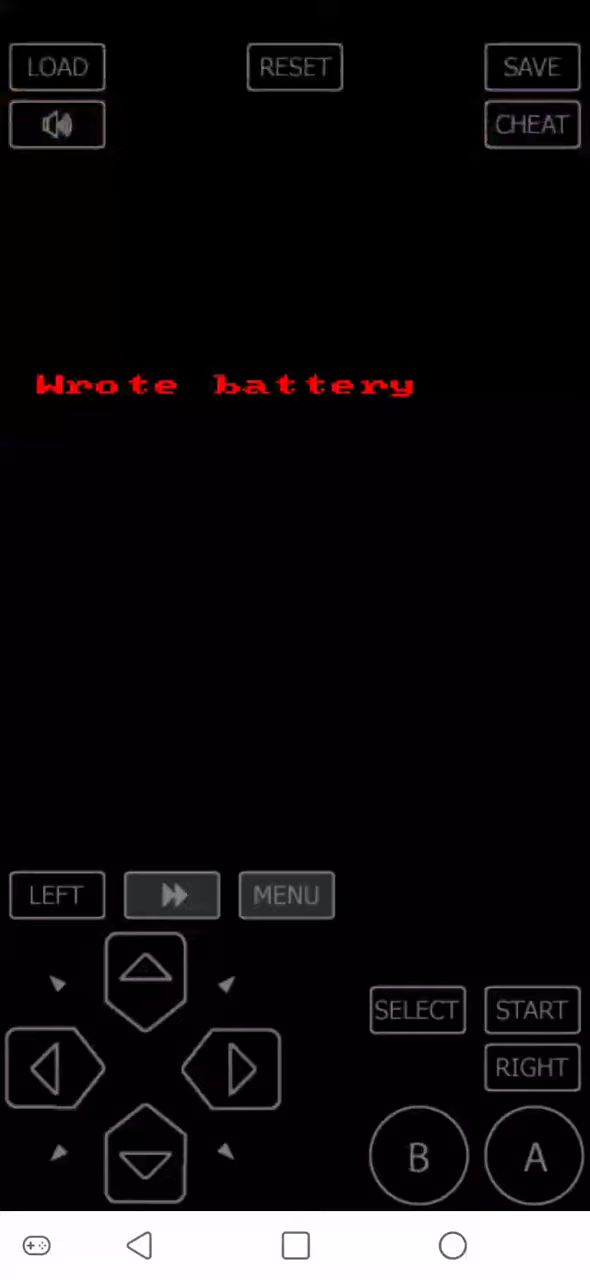 LOAD RESET SAVE
CHEAT
Wrote battery
LEFT MENU
SELECT START
RIGHT
B A